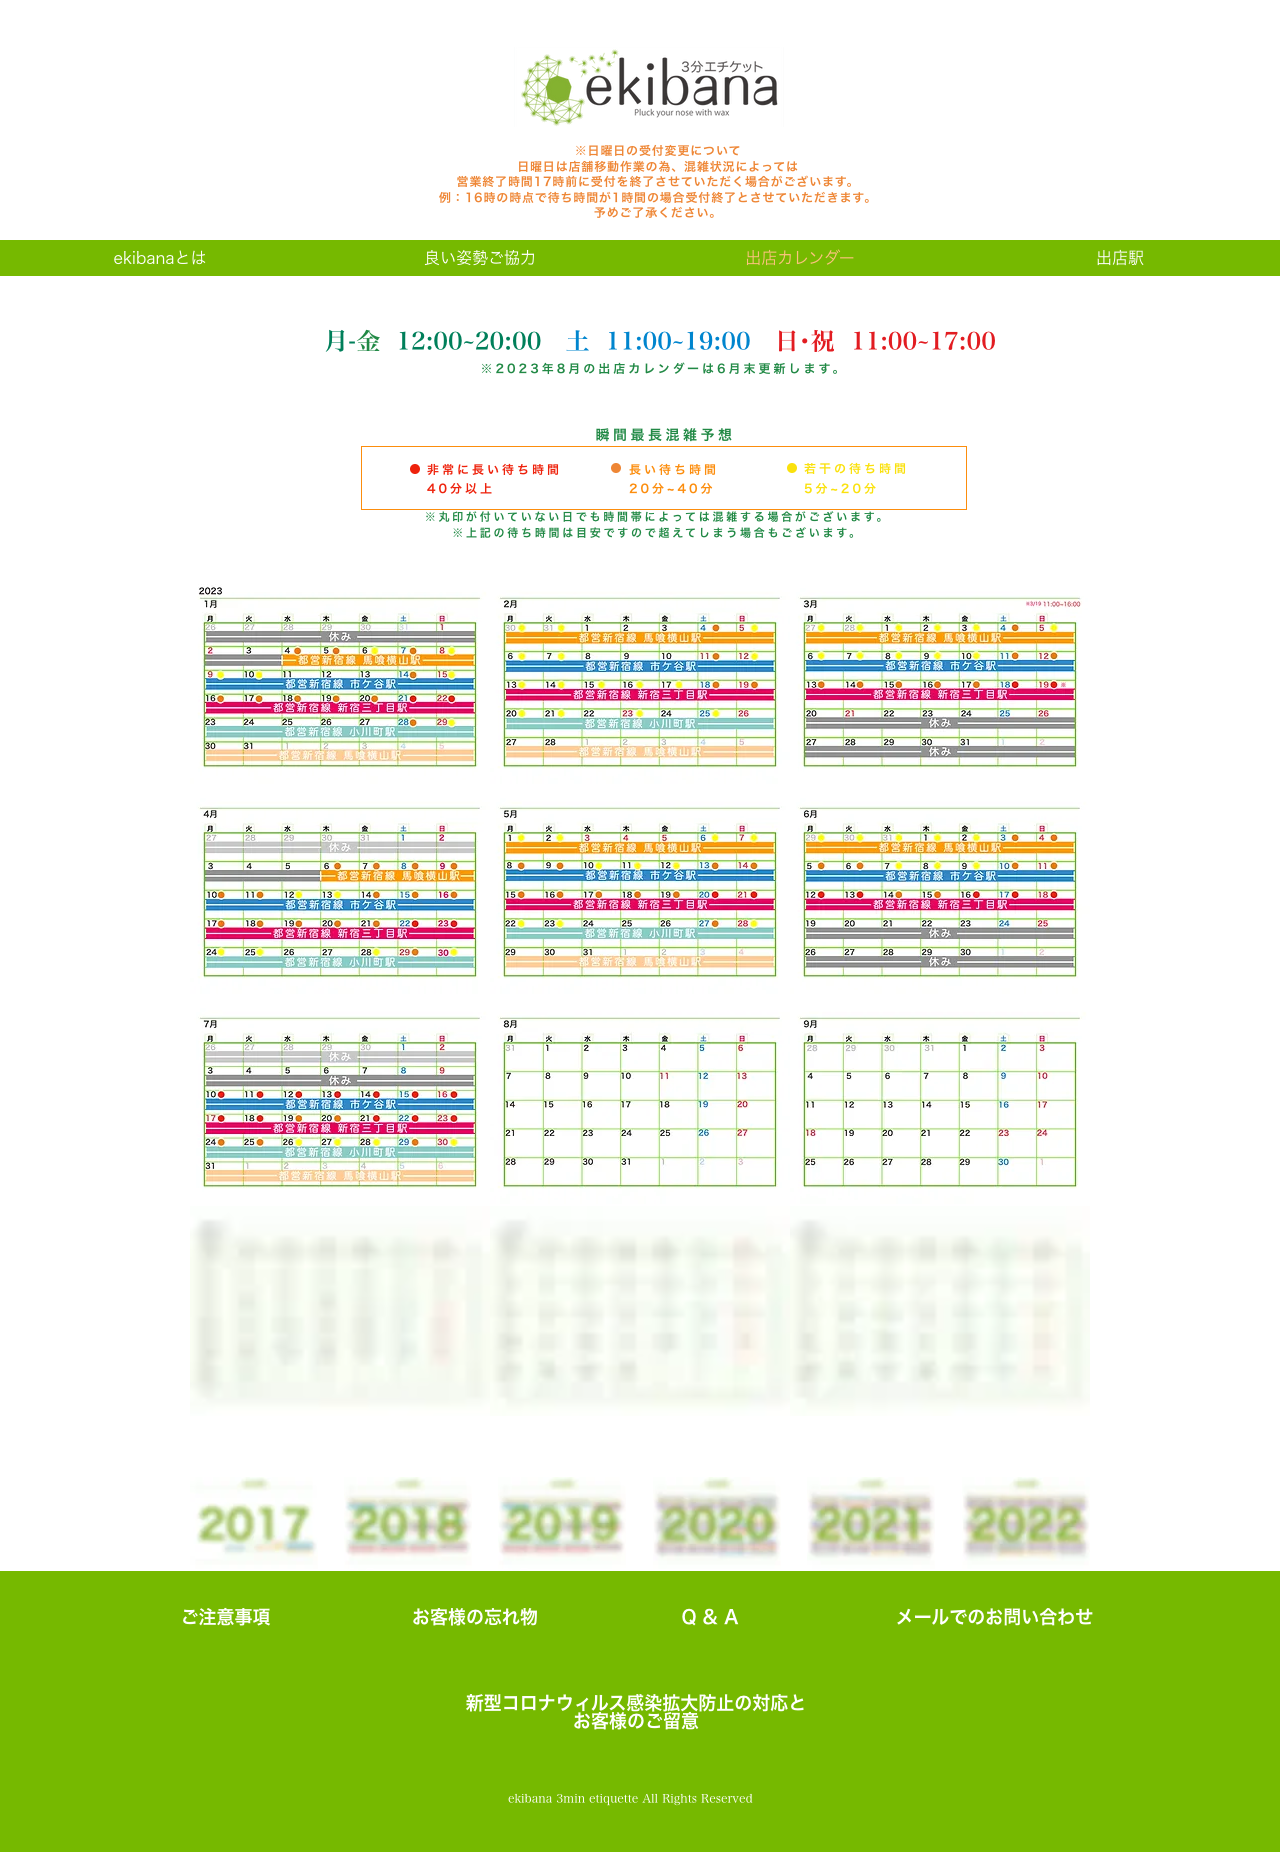 3分エチケット
ekibana
Pluck your nose with wax
※日曜日の受付変更について
日曜日は店舗移動作業の為、混雑状況によっては
営業終了時間17時前に受付を終了させていただく場合がございます。
例：16時の時点で待ち時間が1時間の場合受付終了とさせていただきます。
予めご了承ください。
ekibanaとは 良い姿勢ご協力 出店カレンダー 出店駅
月-金 12:00~20:00 土 11:00~19:00 日･祝 11:00~17:00
※2023年8月の出店カレンダーは6月末更新します。
瞬間最長混雑予想
非常に長い待ち時間 長い待ち時間 若干の待ち時間
40分以上 20分~40分 5分~20分
※丸印が付いていない日でも時間帯によっては混雑する場合がございます。
※上記の待ち時間は目安ですので超えてしまう場合もございます。
2023
1月
月 火 水 木 金 土 日
26 27 28 29 30 31 1
休み
2 3 4 5 6 7 8
都営新宿線 馬喰横山駅
9 10 11 12 13 14 15
都営新宿線 市ケ谷駅
16 17 18 19 20 21 22
都営新宿線 新宿三丁目駅
23 24 25 26 27 28 29
都営新宿線 小川町駅
30 31 1 2 3 4 5
都営新宿線 馬喰横山駅
2月
月 火 水 木 金 土 日
30 31 1 2 3 4 5
都営新宿線 馬喰横山駅
6 7 8 9 10 11 12
都営新宿線 市ケ谷駅
13 14 15 16 17 18 19
都営新宿線 新宿三丁目駅
20 21 22 23 24 25 26
都営新宿線 小川町駅
27 28 1 2 3 4 5
都営新宿線 馬喰横山駅
3月 ※3/19 11:00~16:00
月 火 水 木 金 土 日
27 28 1 2 3 4 5
都営新宿線 馬喰横山駅
6 7 8 9 10 11 12
都営新宿線 市ケ谷駅
13 14 15 16 17 18 19 ※
都営新宿線 新宿三丁目駅
20 21 22 23 24 25 26
休み
27 28 29 30 31 1 2
休み
4月
月 火 水 木 金 土 日
27 28 29 30 31 1 2
休み
3 4 5 6 7 8 9
都営新宿線 馬喰横山駅
10 11 12 13 14 15 16
都営新宿線 市ケ谷駅
17 18 19 20 21 22 23
都営新宿線 新宿三丁目駅
24 25 26 27 28 29 30
都営新宿線 小川町駅
5月
月 火 水 木 金 土 日
1 2 3 4 5 6 7
都営新宿線 馬喰横山駅
8 9 10 11 12 13 14
都営新宿線 市ケ谷駅
15 16 17 18 19 20 21
都営新宿線 新宿三丁目駅
22 23 24 25 26 27 28
都営新宿線 小川町駅
29 30 31 1 2 3 4
都営新宿線 馬喰横山駅
6月
月 火 水 木 金 土 日
29 30 31 1 2 3 4
都営新宿線 馬喰横山駅
5 6 7 8 9 10 11
都営新宿線 市ケ谷駅
12 13 14 15 16 17 18
都営新宿線 新宿三丁目駅
19 20 21 22 23 24 25
休み
26 27 28 29 30 1 2
休み
7月
月 火 水 木 金 土 日
26 27 28 29 30 1 2
休み
3 4 5 6 7 8 9
休み
10 11 12 13 14 15 16
都営新宿線 市ケ谷駅
17 18 19 20 21 22 23
都営新宿線 新宿三丁目駅
24 25 26 27 28 29 30
都営新宿線 小川町駅
31 1 2 3 4 5 6
都営新宿線 馬喰横山駅
8月
月 火 水 木 金 土 日
31 1 2 3 4 5 6
7 8 9 10 11 12 13
14 15 16 17 18 19 20
21 22 23 24 25 26 27
28 29 30 31 1 2 3
9月
月 火 水 木 金 土 日
28 29 30 31 1 2 3
4 5 6 7 8 9 10
11 12 13 14 15 16 17
18 19 20 21 22 23 24
25 26 27 28 29 30 1
2017 2018 2019 2020 2021 2022
ご注意事項 お客様の忘れ物 Q & A メールでのお問い合わせ
新型コロナウィルス感染拡大防止の対応と
お客様のご留意
ekibana 3min etiquette All Rights Reserved